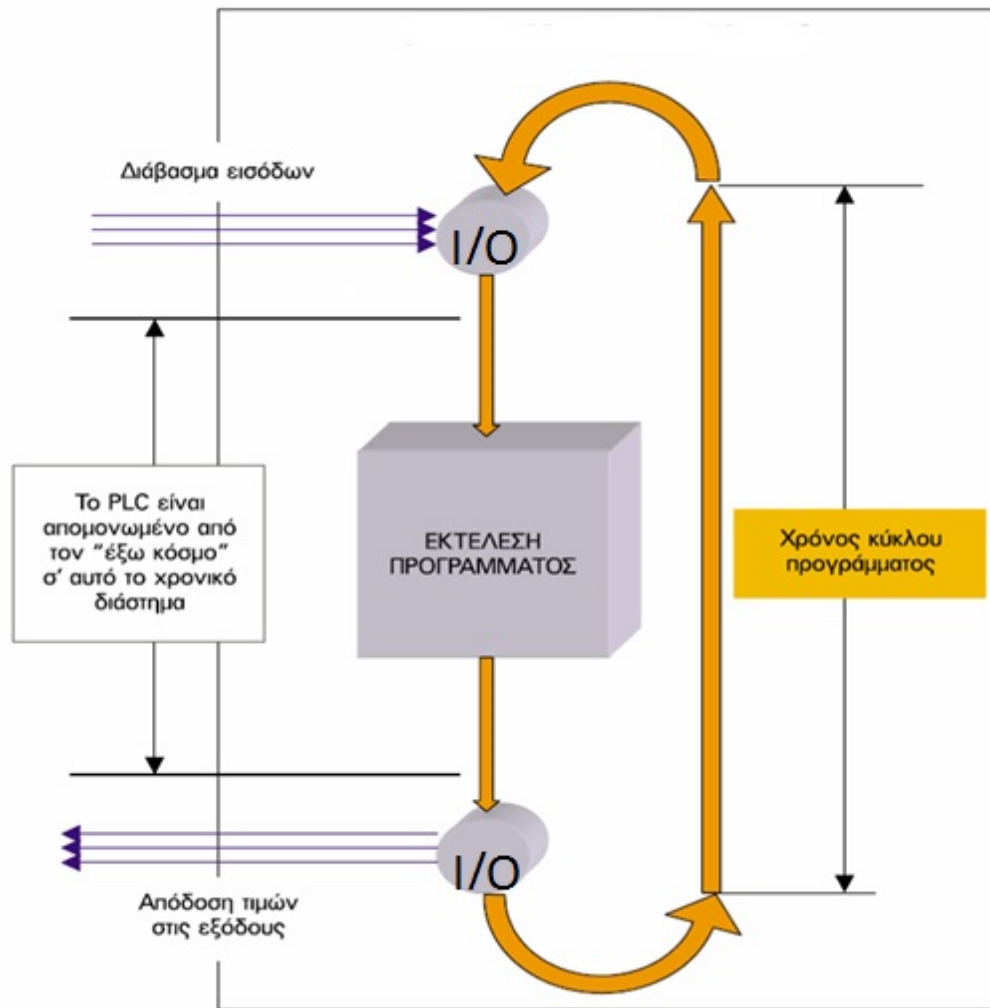 Διάβασμα εισόδων
I/O
Το PLC είναι
απομονωμένο από
τον "έξω κόσμο"
σ' αυτό το χρονικό
διάστημα
ΕΚΤΕΛΕΣΗ
ΠΡΟΓΡΑΜΜΑΤΟΣ
Χρόνος κύκλου
προγράμματος
I/O
Απόδοση τιμών
στις εξόδους